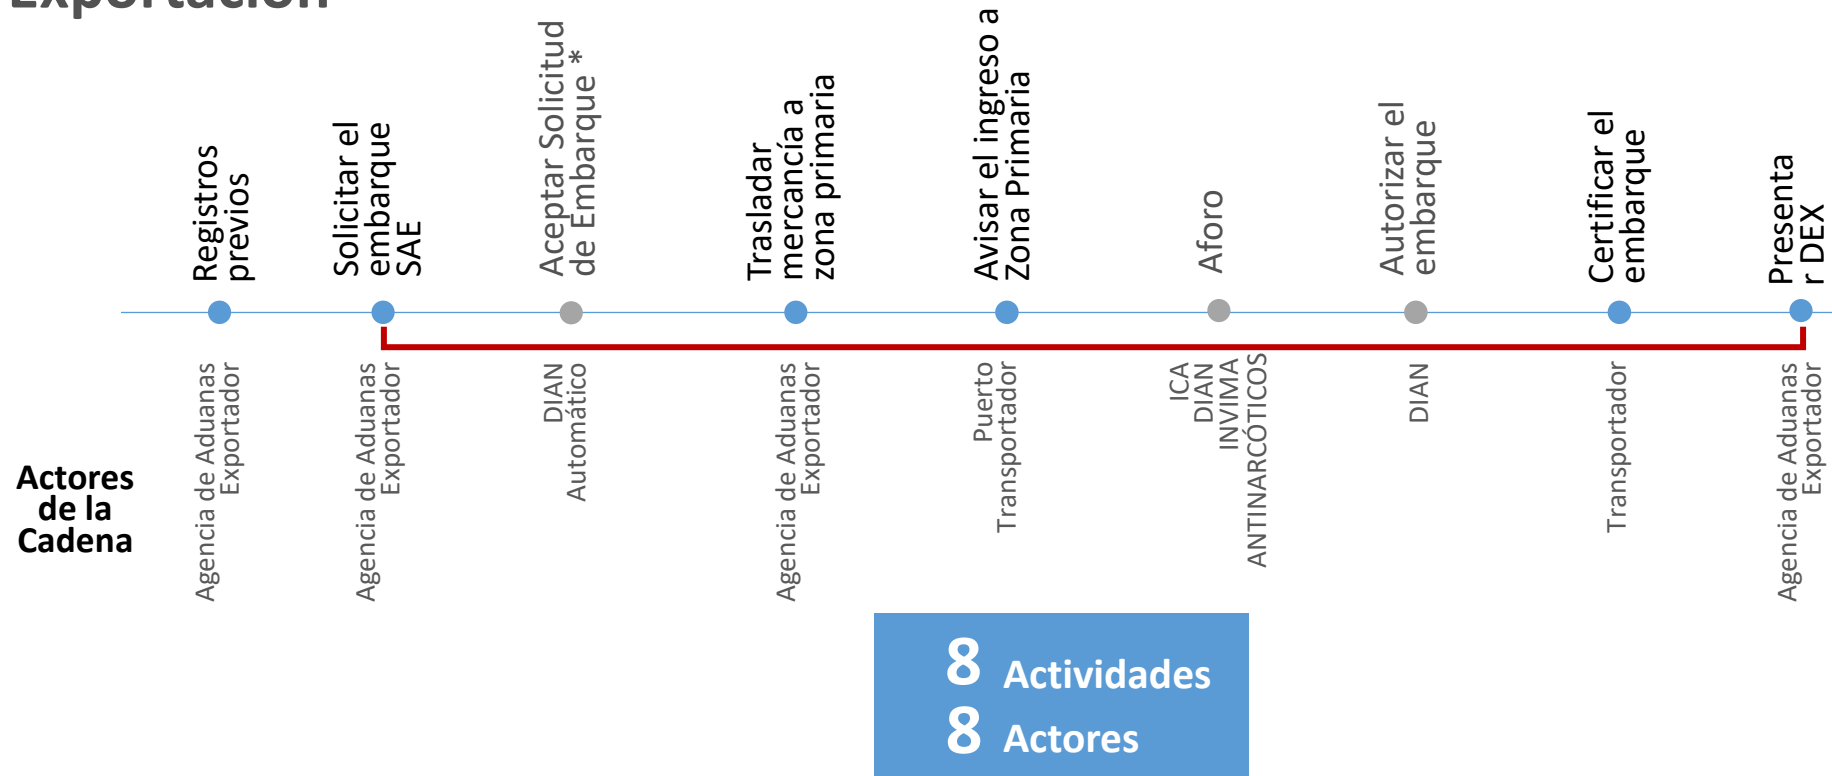 Exportación
Registros
previos
Solicitar el
embarque
SAE
Aceptar Solicitud
de Embarque *
Trasladar
mercancía a
zona primaria
Avisar el ingreso a
Zona Primaria
Aforo
Autorizar el
embarque
Certificar el
embarque
Presenta
r DEX
Actores
de la
Cadena
Agencia de Aduanas
Exportador
Agencia de Aduanas
Exportador
DIAN
Automático
Agencia de Aduanas
Exportador
Puerto
Transportador
ICA
DIAN
INVIMA
ANTINARCÓTICOS
DIAN
Transportador
Agencia de Aduanas
Exportador
8 Actividades
8 Actores